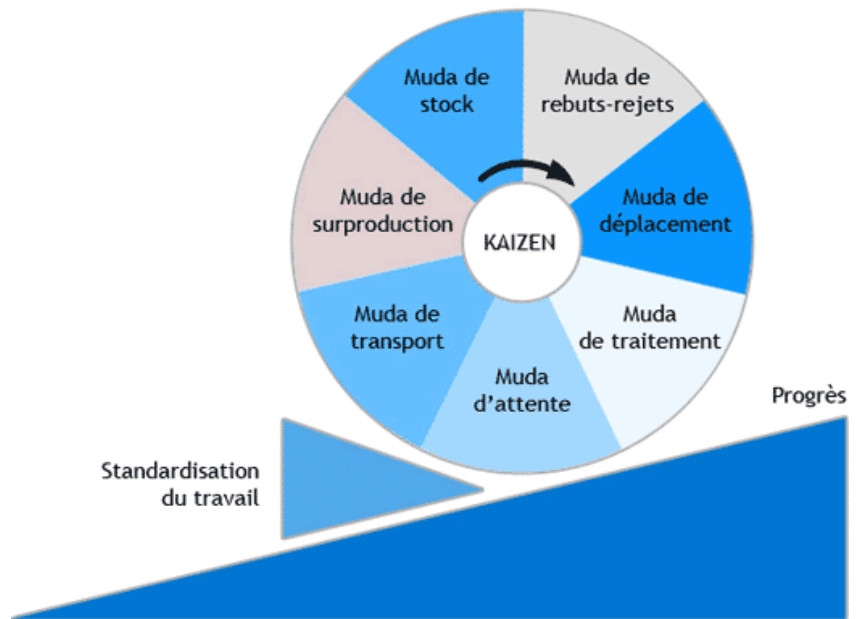 Muda de
stock
Muda de
rebuts-rejets
Muda de
surproduction
KAIZEN
Muda de
déplacement
Muda de
transport
Muda
d’attente
Muda
de traitement
Progrès
Standardisation
du travail